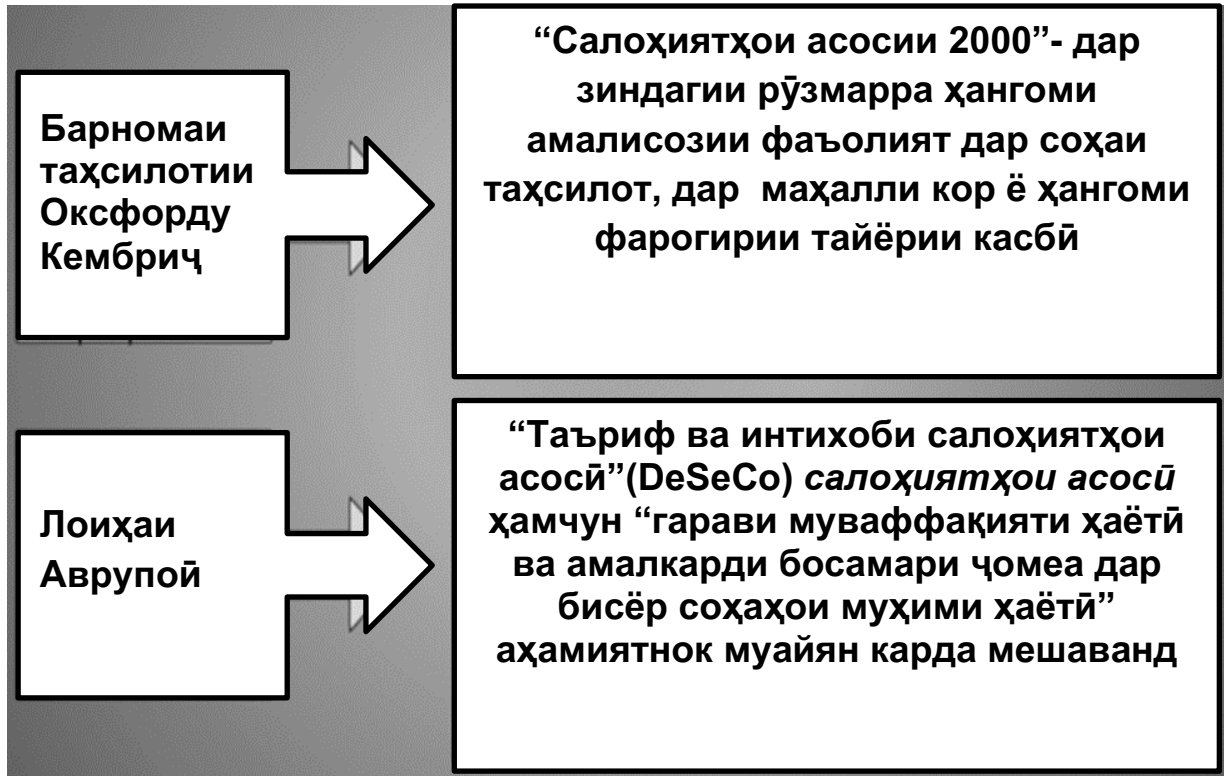 Барномаи
таҳсилотии
Оксфорду
Кембриҷ
“Салоҳиятҳои асосии 2000”- дар
зиндагии рӯзмарра ҳангоми
амалисозии фаъолият дар соҳаи
таҳсилот, дар маҳалли кор ё ҳангоми
фарогирии тайёрии касбӣ
Лоиҳаи
Аврупоӣ
“Таъриф ва интихоби салоҳиятҳои
асосӣ”(DeSeCo) салоҳиятҳои асосӣ
ҳамчун “гарави муваффақияти ҳаётӣ
ва амалкарди босамари ҷомеа дар
бисёр соҳаҳои муҳими ҳаётӣ”
аҳамиятнок муайян карда мешаванд